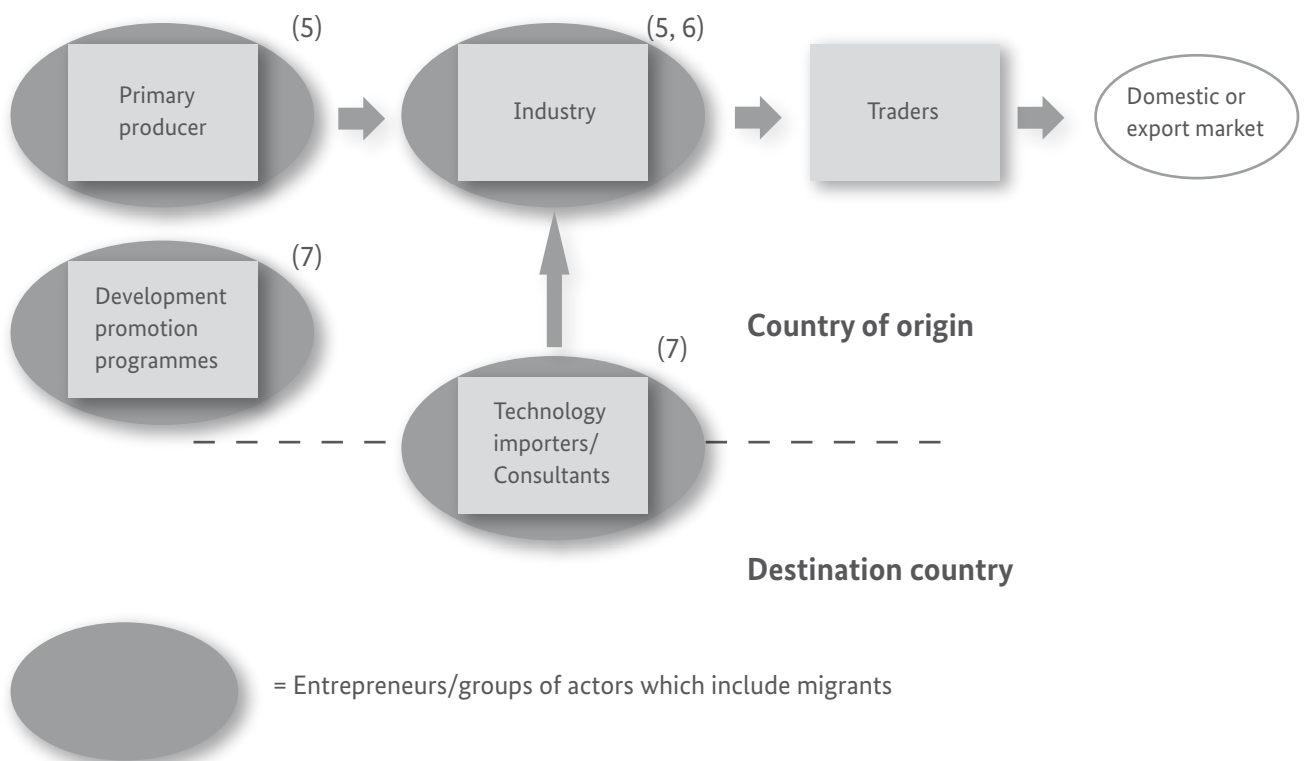 (5)
Primary
producer
(5, 6)
Industry
Traders
Domestic or
export market
(7)
Development
promotion
programmes
Country of origin
(7)
Technology
importers/
Consultants
Destination country
= Entrepreneurs/groups of actors which include migrants